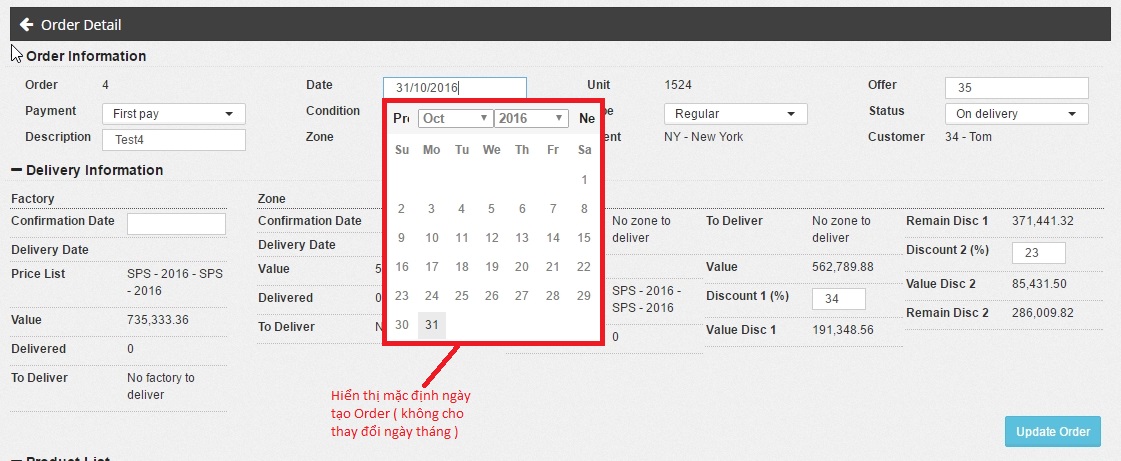 Order Detail
Order Information
Order 4 Date 31/10/2016 Unit 1524 Offer 35
Payment First pay Condition Regular Status On delivery
Description Test4 Zone NY - New York Customer 34 - Tom
Oct 2016
Su Mo Tu We Th Fr Sa
1
2 3 4 5 6 7 8
9 10 11 12 13 14 15
16 17 18 19 20 21 22
23 24 25 26 27 28 29
30 31
Delivery Information
Factory
Confirmation Date
Delivery Date
Price List SPS - 2016 - SPS
- 2016
Value 735,333.36
Delivered 0
To Deliver No factory to
deliver
Zone
Confirmation Date
Delivery Date
Value 5
Delivered 0
To Deliver N
No zone to
deliver
SPS - 2016 -
SPS - 2016
0
To Deliver No zone to
deliver
Value 562,789.88
Discount 1 (%) 34
Value Disc 1 191,348.56
Remain Disc 1 371,441.32
Discount 2 (%) 23
Value Disc 2 85,431.50
Remain Disc 2 286,009.82
Hiển thị mặc định ngày
tạo Order ( không cho
thay đổi ngày tháng )
Update Order
Product List